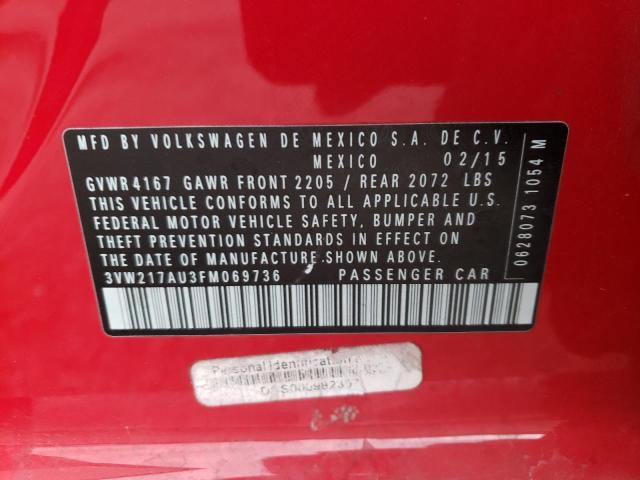 MFD BY VOLKSWAGEN DE MEXICO S.A. DE C.V.
MEXICO 02/15
GVWR 4167 GAWR FRONT 2205 / REAR 2072 LBS
THIS VEHICLE CONFORMS TO ALL APPLICABLE U.S.
FEDERAL MOTOR VEHICLE SAFETY, BUMPER AND
THEFT PREVENTION STANDARDS IN EFFECT ON
THE DATE OF MANUFACTURE.SHOWN ABOVE.
3VW217AU3FM069736 PASSENGER CAR
0628073 1054 M
Personal Identification